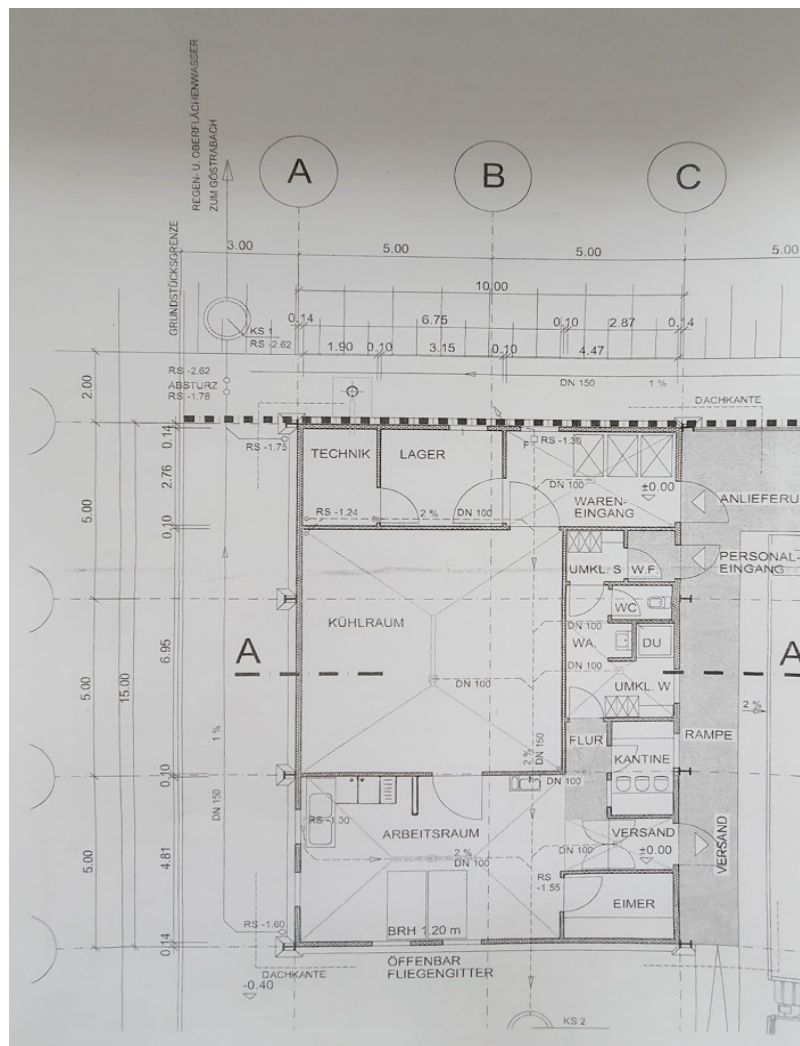 REGEN- U. OBERFLÄCHENWASSER
ZUM GÖSTRABACH
GRUNDSTÜCKSGRENZE
A
B
C
3.00
5.00
5.00
5.00
10.00
KS 1
RS -2.62
0.14
6.75
0.10
2.87
0.14
1.90
0.10
3.15
0.10
4.47
2.00
RS -2.62
ABSTURZ
RS -1.78
DN 150
1 %
DACHKANTE
0.14
RS -1.75
F
RS -1.30
2.76
TECHNIK
LAGER
DN 100
±0.00
5.00
WAREN-
EINGANG
ANLIEFERU
RS -1.24
2 %
DN 100
0.10
PERSONAL-
EINGANG
UMKL. S
W.F.
WC
KÜHLRAUM
DN 100
WA.
DU
A
6.95
DN 100
A
DN 100
UMKL. W
5.00
15.00
2 %
1 %
2 %
DN 150
FLUR
RAMPE
KANTINE
0.10
DN 100
DN 150
RS -1.30
ARBEITSRAUM
VERSAND
±0.00
VERSAND
2 %
DN 100
DN 100
5.00
4.81
RS
-1.55
EIMER
RS -1.60
BRH 1.20 m
0.14
ÖFFENBAR
FLIEGENGITTER
DACHKANTE
-0.40
KS 2